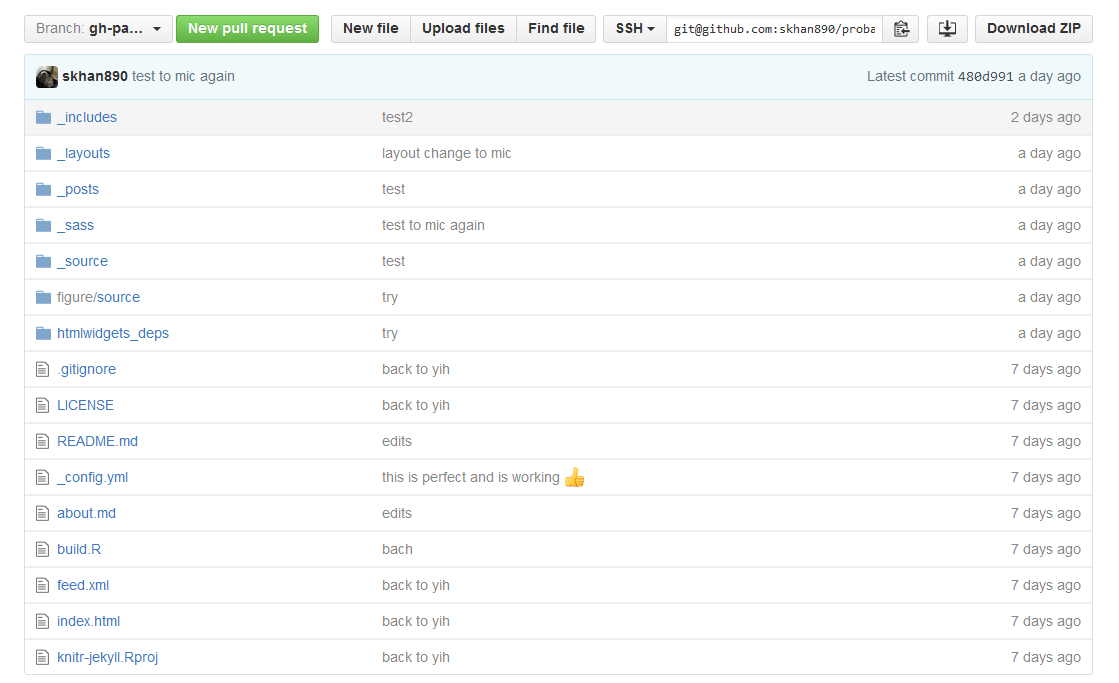 Branch: gh-pa... New pull request New file Upload files Find file SSH git@github.com:skhan890/proba Download ZIP
skhan890 test to mic again Latest commit 480d991 a day ago
_includes test2 2 days ago
_layouts layout change to mic a day ago
_posts test a day ago
_sass test to mic again a day ago
_source test a day ago
figure/source try a day ago
htmlwidgets_deps try a day ago
.gitignore back to yih 7 days ago
LICENSE back to yih 7 days ago
README.md edits 7 days ago
_config.yml this is perfect and is working 👍 7 days ago
about.md edits 7 days ago
build.R bach 7 days ago
feed.xml back to yih 7 days ago
index.html back to yih 7 days ago
knitr-jekyll.Rproj back to yih 7 days ago